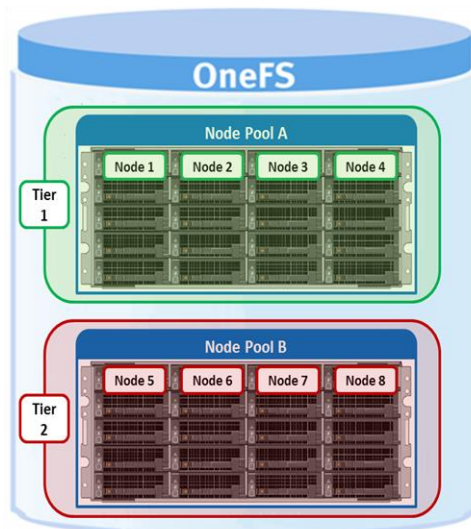 OneFS
Node Pool A
Node 1 Node 2 Node 3 Node 4
Tier
1
Node Pool B
Node 5 Node 6 Node 7 Node 8
Tier
2